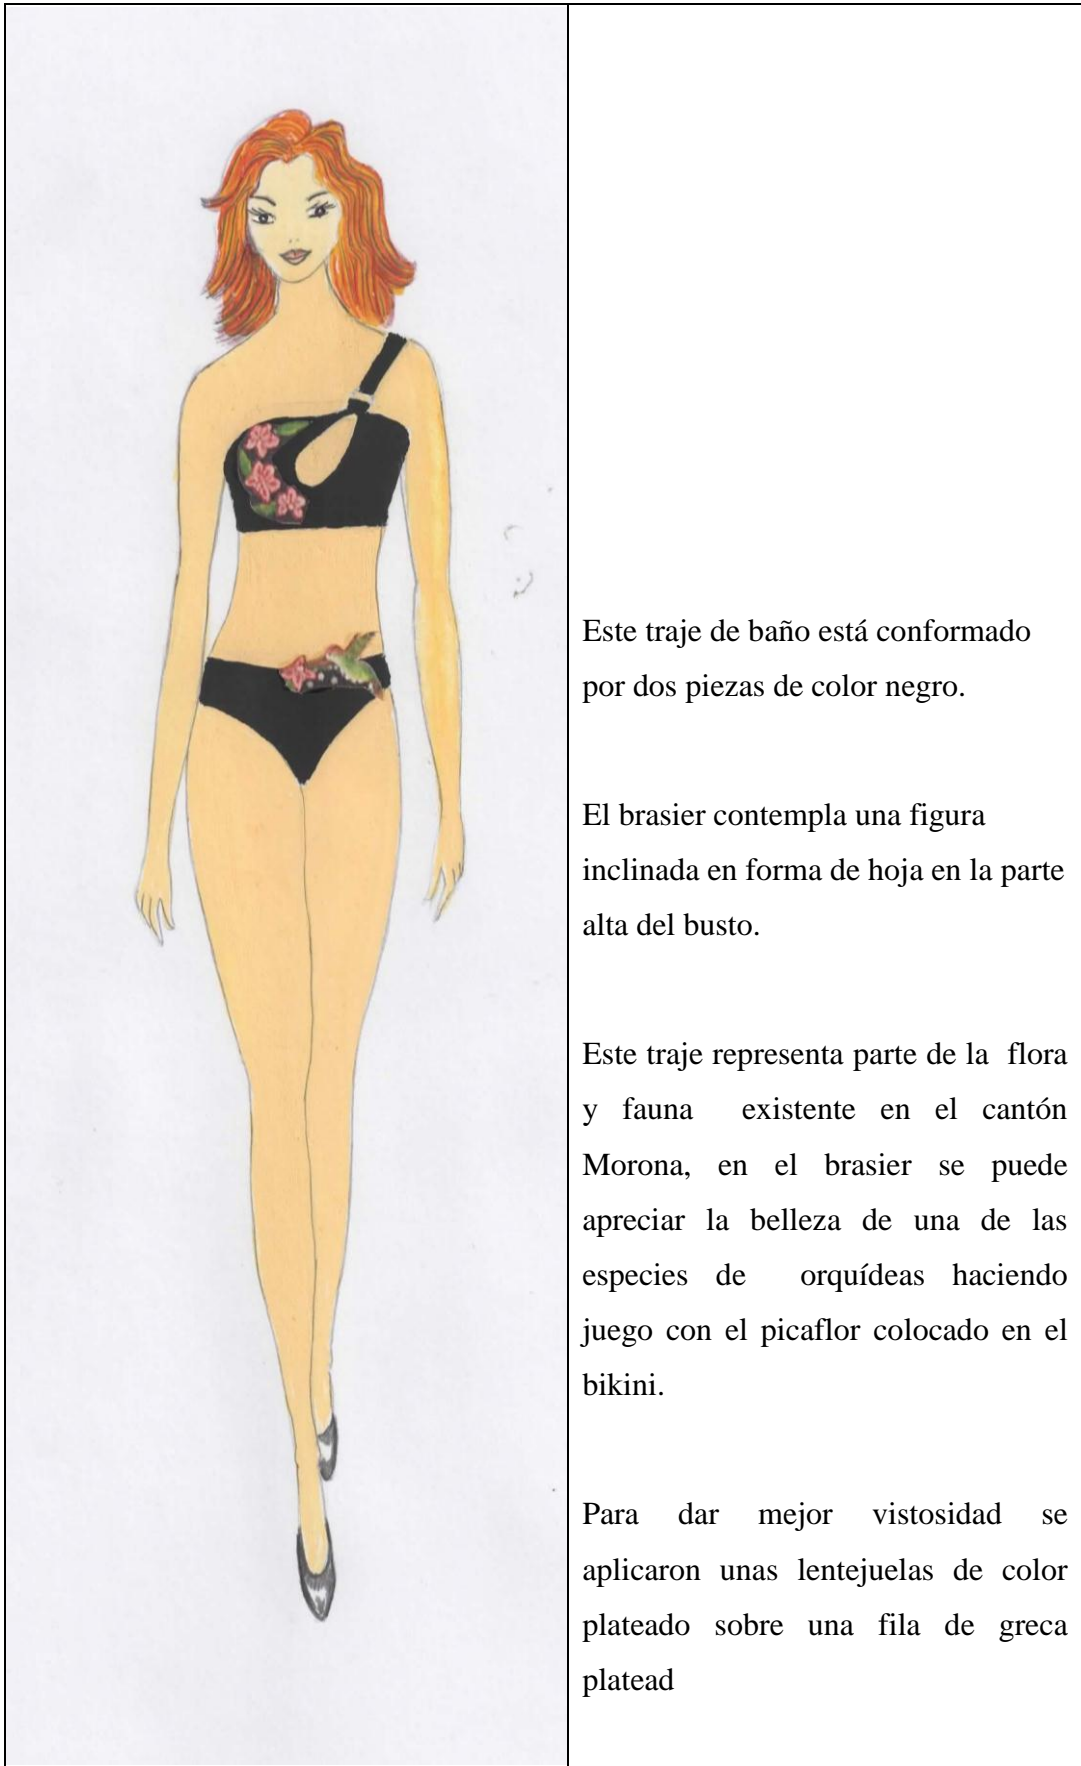 Este traje de baño está conformado
por dos piezas de color negro.
El brasier contempla una figura
inclinada en forma de hoja en la parte
alta del busto.
Este traje representa parte de la flora
y fauna existente en el cantón
Morona, en el brasier se puede
apreciar la belleza de una de las
especies de orquídeas haciendo
juego con el picaflor colocado en el
bikini.
Para dar mejor vistosidad se
aplicaron unas lentejuelas de color
plateado sobre una fila de greca
platead